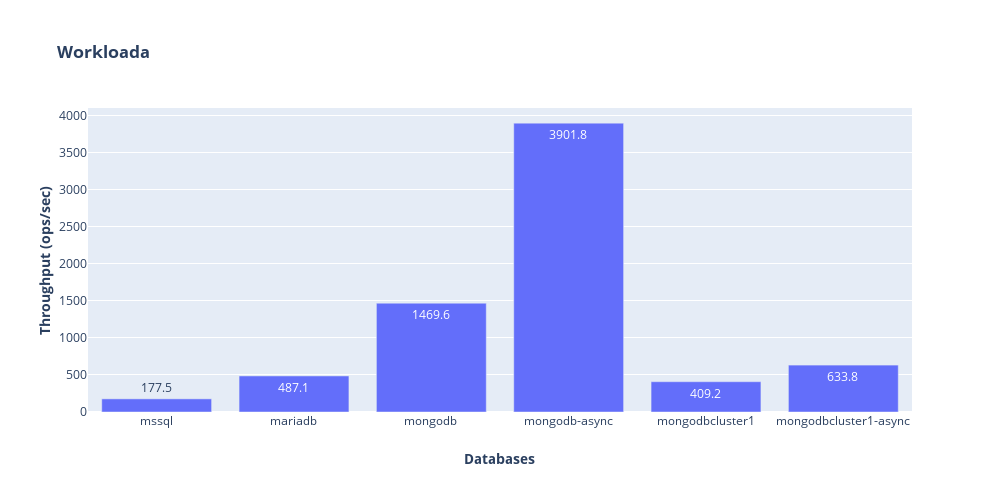 Workloada
4000
3500
3000
2500
2000
1500
1000
500
0
Throughput (ops/sec)
177.5
487.1
1469.6
3901.8
409.2
633.8
mssql
mariadb
mongodb
mongodb-async
mongodbcluster1
mongodbcluster1-async
Databases